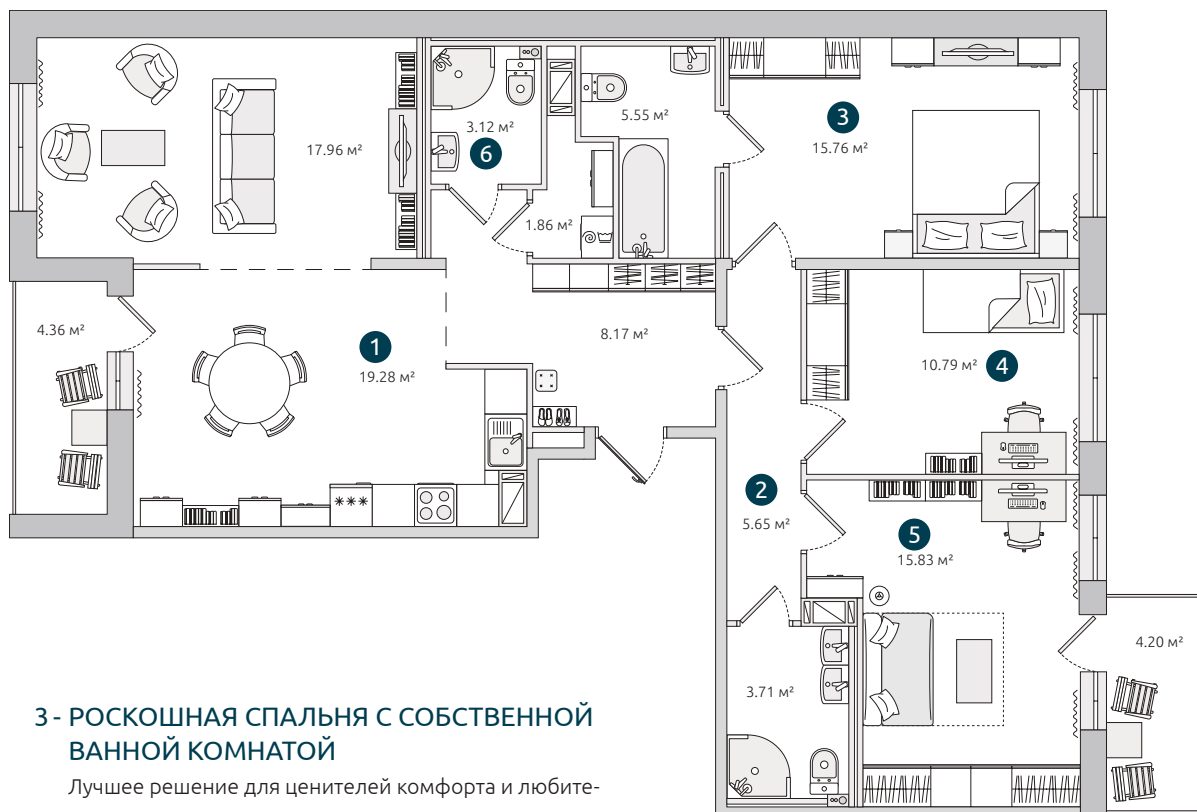 17.96 м²
3.12 м²
6
5.55 м²
3
15.76 м²
1.86 м²
4.36 м²
1
19.28 м²
8.17 м²
10.79 м²
4
2
5.65 м²
5
15.83 м²
4.20 м²
3.71 м²
3 - РОСКОШНАЯ СПАЛЬНЯ С СОБСТВЕННОЙ
ВАННОЙ КОМНАТОЙ
Лучшее решение для ценителей комфорта и любите-